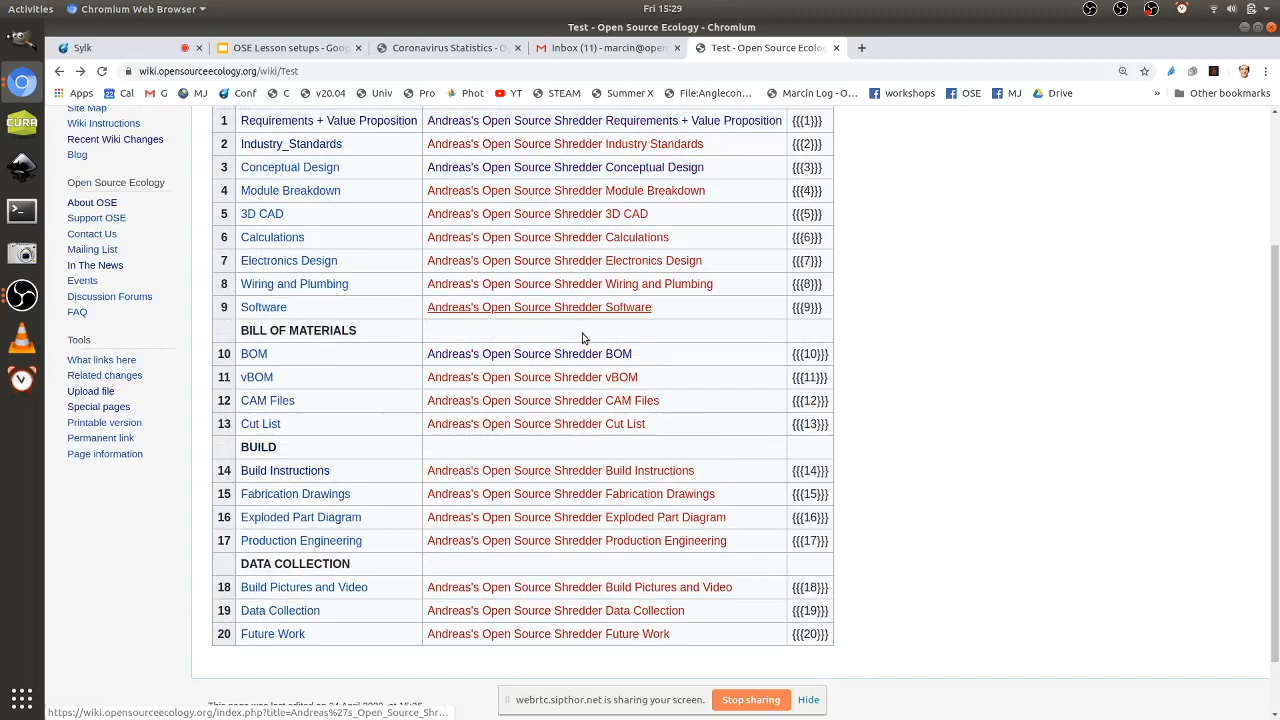 Activities Chromium Web Browser Fri 15:29
Test - Open Source Ecology - Chromium
Sylk OSE Lesson setups - Goog Coronavirus Statistics - O Inbox (11) - marcin@open Test - Open Source Ecology
wiki.opensourceecology.org/wiki/Test
Apps Cal G MJ Conf C v20.04 Univ Pro Phot YT STEAM Summer X File:Anglecon... Marcin Log - O... workshops OSE MJ Drive » Other bookmarks
Site Map
Wiki Instructions
Recent Wiki Changes
Blog
Open Source Ecology
About OSE
Support OSE
Contact Us
Mailing List
In The News
Events
Discussion Forums
FAQ
Tools
What links here
Related changes
Upload file
Special pages
Printable version
Permanent link
Page information
1 Requirements + Value Proposition Andreas's Open Source Shredder Requirements + Value Proposition {{{1}}}
2 Industry_Standards Andreas's Open Source Shredder Industry Standards {{{2}}}
3 Conceptual Design Andreas's Open Source Shredder Conceptual Design {{{3}}}
4 Module Breakdown Andreas's Open Source Shredder Module Breakdown {{{4}}}
5 3D CAD Andreas's Open Source Shredder 3D CAD {{{5}}}
6 Calculations Andreas's Open Source Shredder Calculations {{{6}}}
7 Electronics Design Andreas's Open Source Shredder Electronics Design {{{7}}}
8 Wiring and Plumbing Andreas's Open Source Shredder Wiring and Plumbing {{{8}}}
9 Software Andreas's Open Source Shredder Software {{{9}}}
BILL OF MATERIALS
10 BOM Andreas's Open Source Shredder BOM {{{10}}}
11 vBOM Andreas's Open Source Shredder vBOM {{{11}}}
12 CAM Files Andreas's Open Source Shredder CAM Files {{{12}}}
13 Cut List Andreas's Open Source Shredder Cut List {{{13}}}
BUILD
14 Build Instructions Andreas's Open Source Shredder Build Instructions {{{14}}}
15 Fabrication Drawings Andreas's Open Source Shredder Fabrication Drawings {{{15}}}
16 Exploded Part Diagram Andreas's Open Source Shredder Exploded Part Diagram {{{16}}}
17 Production Engineering Andreas's Open Source Shredder Production Engineering {{{17}}}
DATA COLLECTION
18 Build Pictures and Video Andreas's Open Source Shredder Build Pictures and Video {{{18}}}
19 Data Collection Andreas's Open Source Shredder Data Collection {{{19}}}
20 Future Work Andreas's Open Source Shredder Future Work {{{20}}}
webrtc.sipthor.net is sharing your screen. Stop sharing Hide
https://wiki.opensourceecology.org/index.php?title=Andreas%27s_Open_Source_Shr...